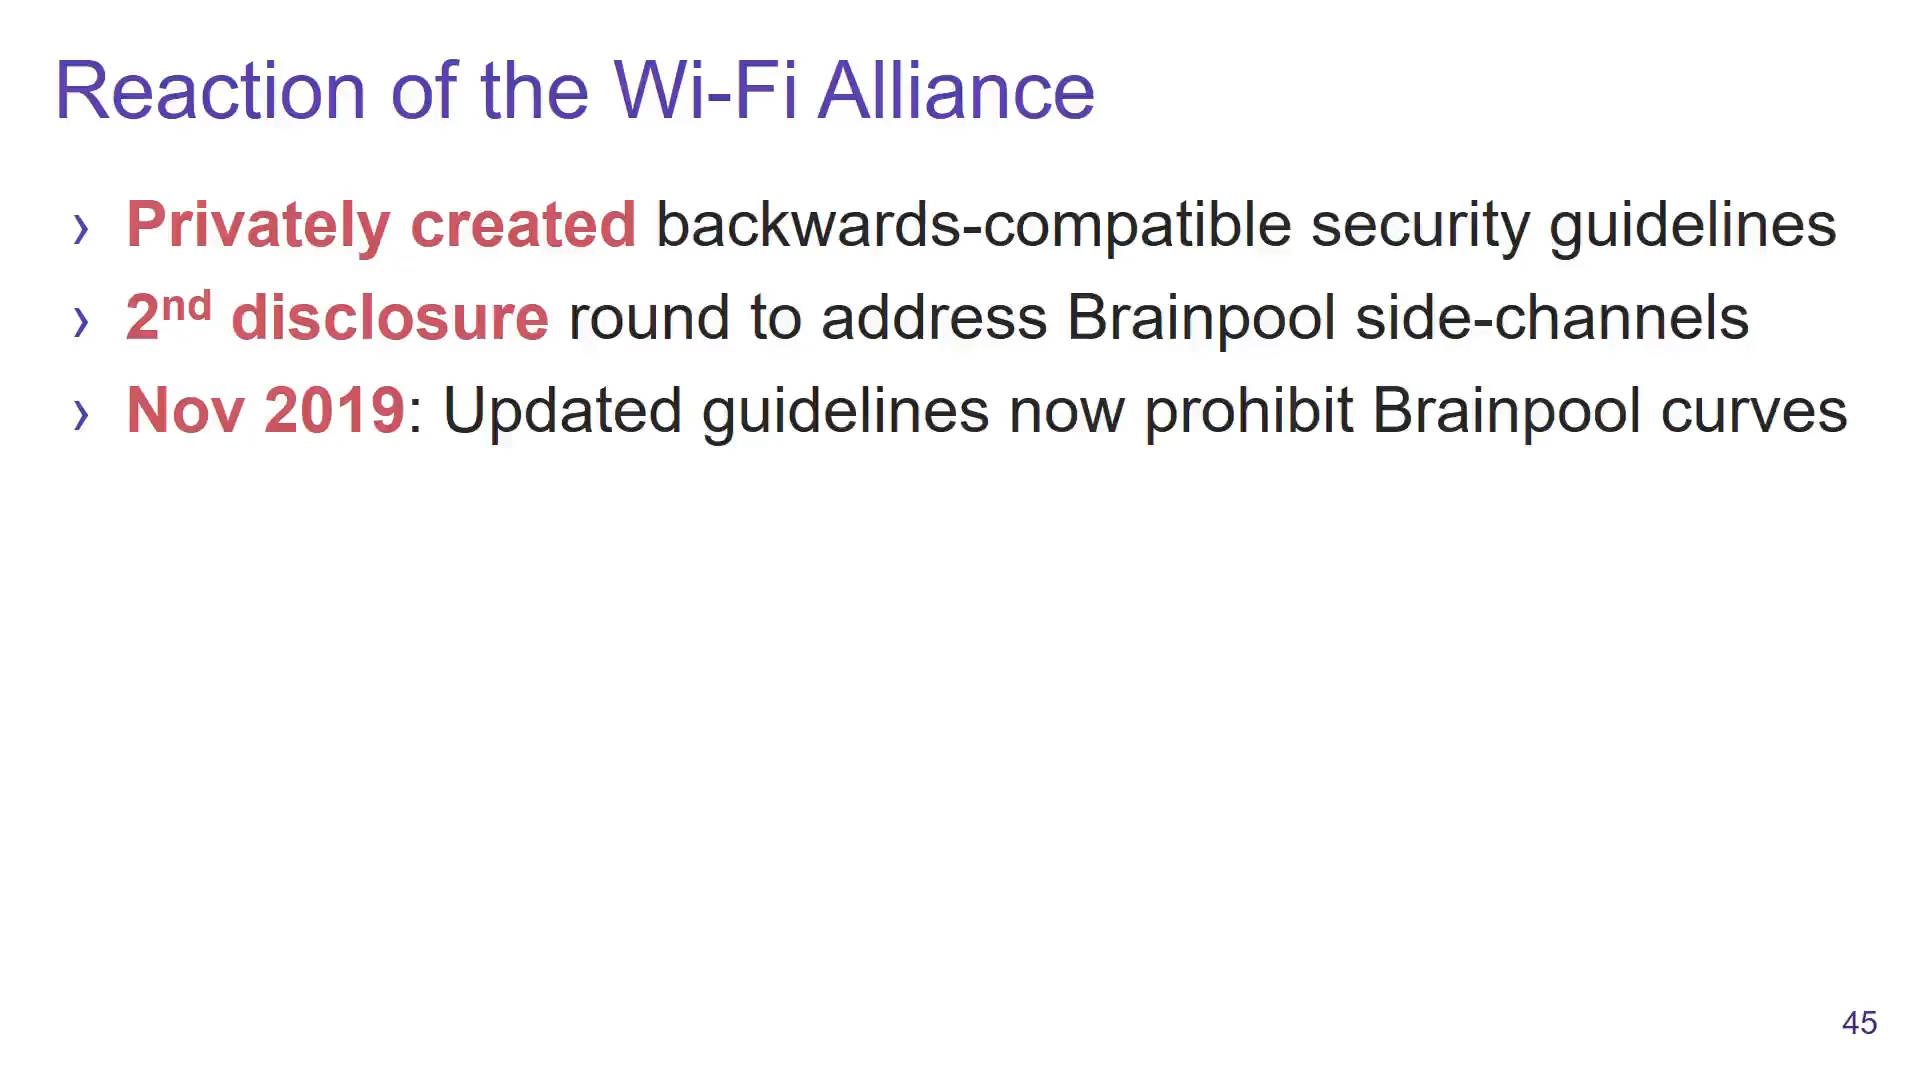 Reaction of the Wi-Fi Alliance
› Privately created backwards-compatible security guidelines
› 2nd disclosure round to address Brainpool side-channels
› Nov 2019: Updated guidelines now prohibit Brainpool curves
45